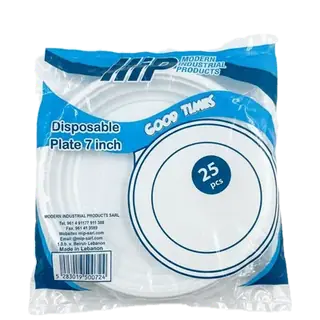 MIP
MODERN
INDUSTRIAL
PRODUCTS
GOOD TIMES
Disposable
Plate 7 inch
25
pcs
MODERN INDUSTRIAL PRODUCTS SARL
Made in Lebanon
5 283019 500724